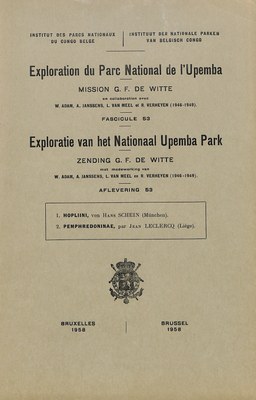 INSTITUT DES PARCS NATIONAUX
DU CONGO BELGE
INSTITUUT DER NATIONALE PARKEN
VAN BELGISCH CONGO
Exploration du Parc National de l'Upemba
MISSION G. F. DE WITTE
en collaboration avec
W. ADAM, A. JANSSENS, L. VAN MEEL et R. VERHEYEN (1946-1949).
FASCICULE 53
Exploratie van het Nationaal Upemba Park
ZENDING G. F. DE WITTE
met medewerking van
W. ADAM, A. JANSSENS, L. VAN MEEL en R. VERHEYEN (1946-1949).
AFLEVERING 53
1. HOPLIINI, von HANS SCHEIN (München).
2. PEMPHREDORINAE, par JEAN LECLERCQ (Liège).
BRUXELLES
1958
BRUSSEL
1958